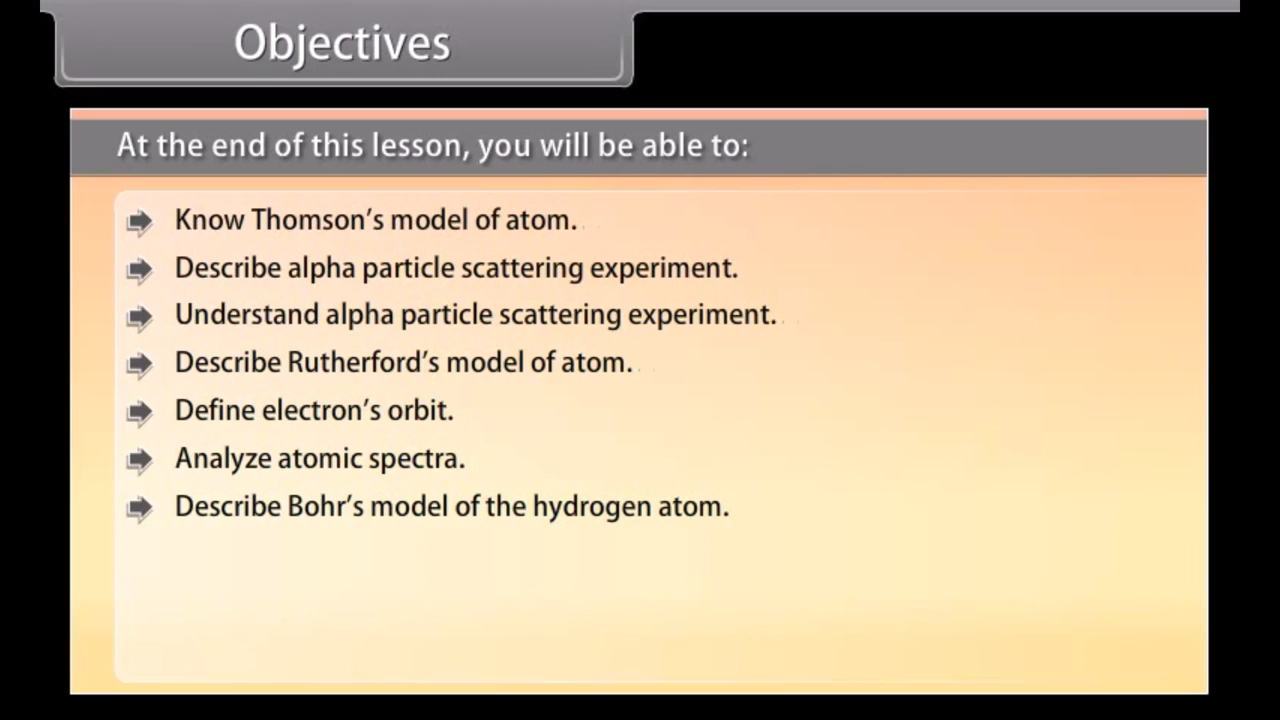 Objectives
At the end of this lesson, you will be able to:
Know Thomson's model of atom.
Describe alpha particle scattering experiment.
Understand alpha particle scattering experiment.
Describe Rutherford's model of atom.
Define electron's orbit.
Analyze atomic spectra.
Describe Bohr's model of the hydrogen atom.